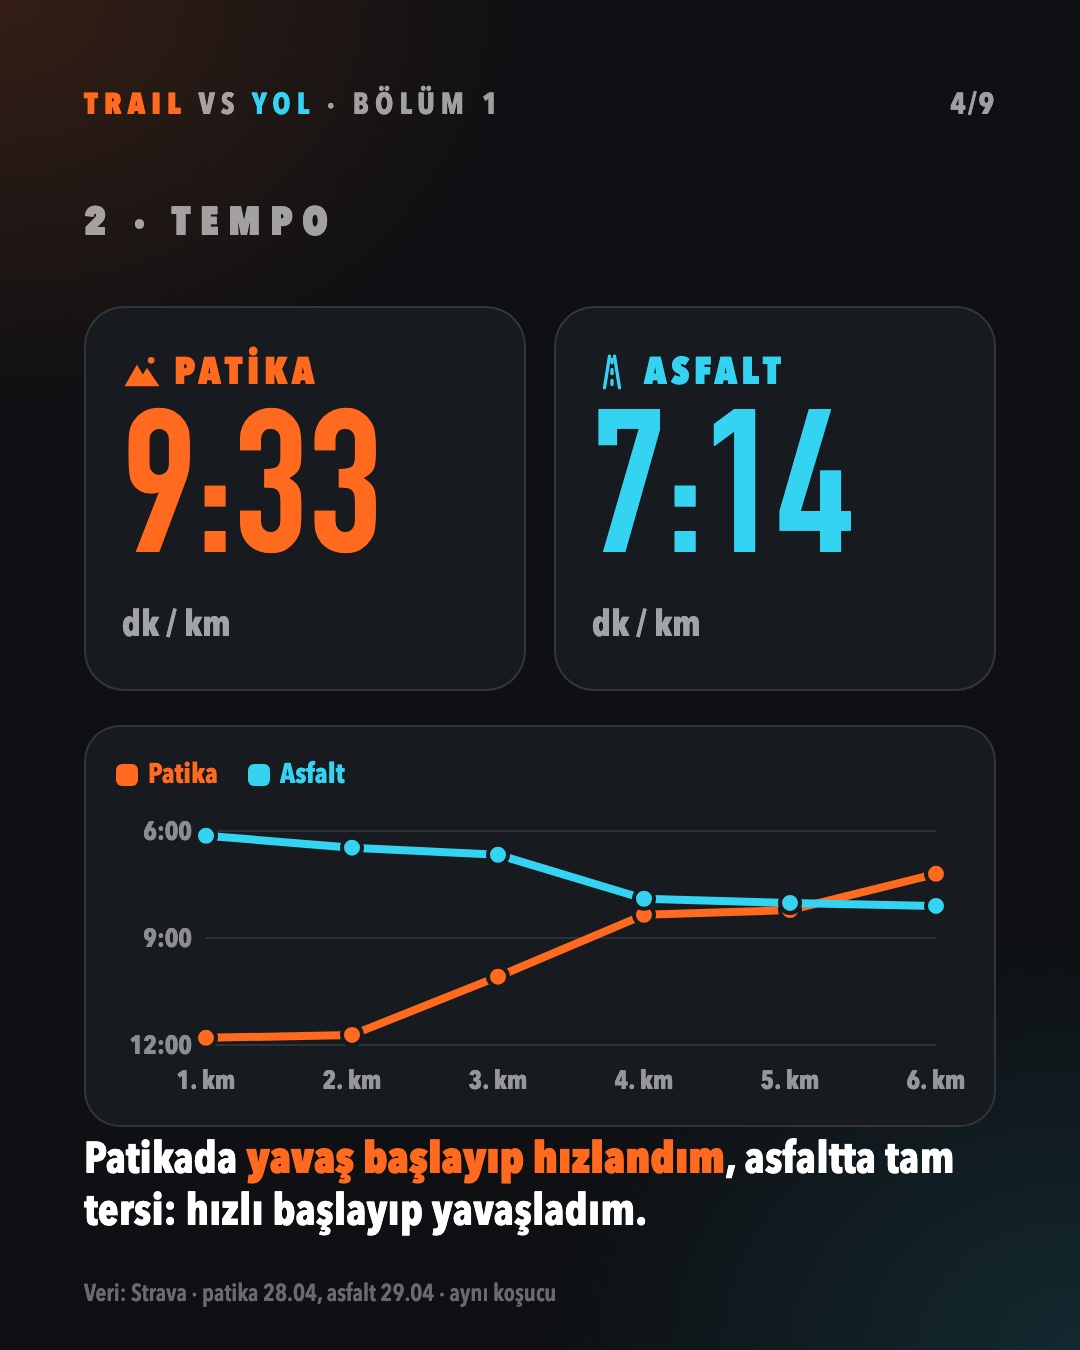 TRAIL VS YOL · BÖLÜM 1
4/9
2 · TEMPO
PATİKA
9:33
dk / km
ASFALT
7:14
dk / km
Patika
Asfalt
6:00
9:00
12:00
1. km
2. km
3. km
4. km
5. km
6. km
Patikada yavaş başlayıp hızlandım, asfaltta tam
tersi: hızlı başlayıp yavaşladım.
Veri: Strava · patika 28.04, asfalt 29.04 · aynı koşucu